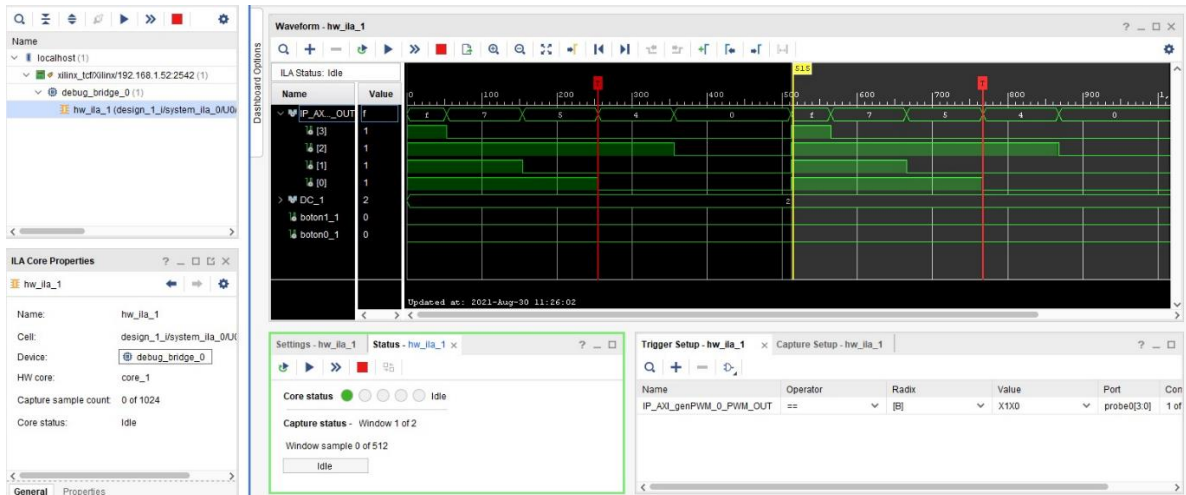 Name
localhost (1)
xilinx_tcf/Xilinx/192.168.1.52:2542 (1)
debug_bridge_0 (1)
hw_ila_1 (design_1_i/system_ila_0/U0/
ILA Core Properties
hw_ila_1
Name: hw_ila_1
Cell: design_1_i/system_ila_0/U0
Device: debug_bridge_0
HW core: core_1
Capture sample count: 0 of 1024
Core status: Idle
General Properties
Dashboard Options
Waveform - hw_ila_1
ILA Status: Idle
Name Value
515
T T
0 100 200 300 400 500 600 700 800 900 1,
IP_AX..._OUT f f 7 5 4 0 f 7 5 4 0
[3] 1
[2] 1
[1] 1
[0] 1
DC_1 2 2
boton1_1 0
boton0_1 0
Updated at: 2021-Aug-30 11:26:02
Settings - hw_ila_1 Status - hw_ila_1
Core status Idle
Capture status - Window 1 of 2
Window sample 0 of 512
Idle
Trigger Setup - hw_ila_1 Capture Setup - hw_ila_1
Name Operator Radix Value Port Con
IP_AXI_genPWM_0_PWM_OUT == [B] X1X0 probe0[3:0] 1 of